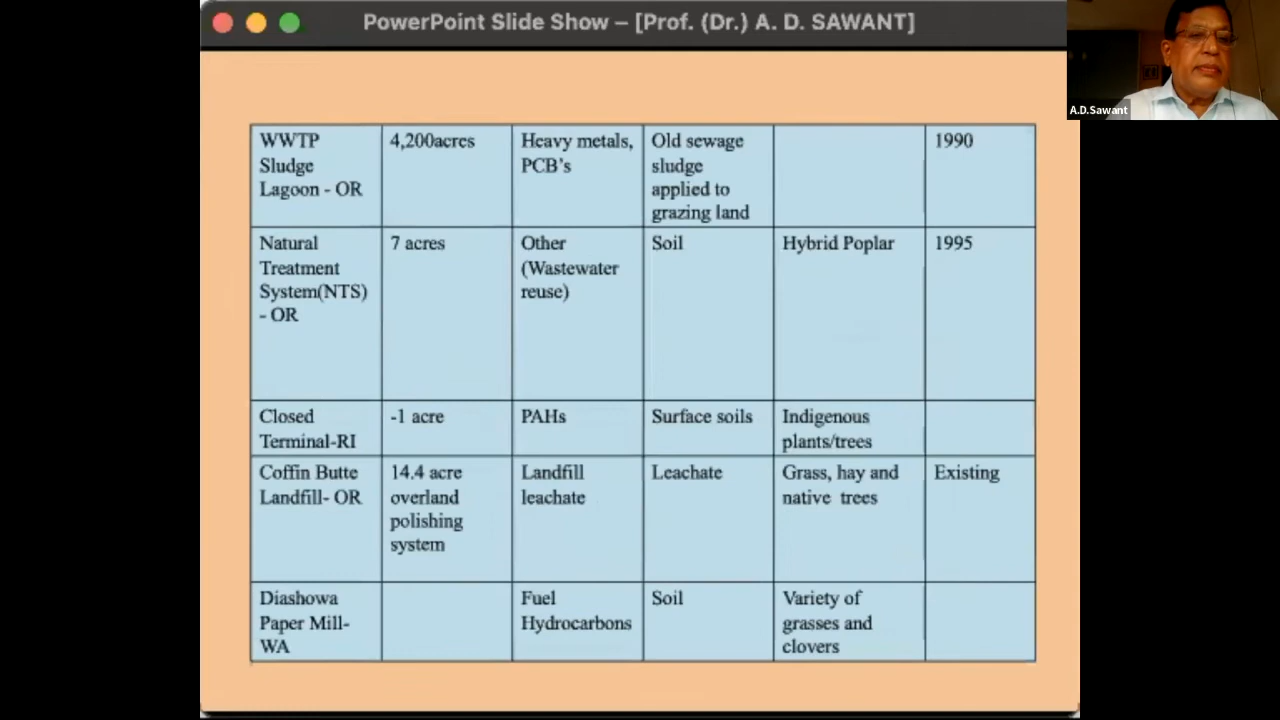 PowerPoint Slide Show – [Prof. (Dr.) A. D. SAWANT]
A.D.Sawant
WWTP
Sludge
Lagoon - OR
4,200acres
Heavy metals,
PCB's
Old sewage
sludge
applied to
grazing land
1990
Natural
Treatment
System(NTS)
- OR
7 acres
Other
(Wastewater
reuse)
Soil
Hybrid Poplar
1995
Closed
Terminal-RI
-1 acre
PAHs
Surface soils
Indigenous
plants/trees
Coffin Butte
Landfill- OR
14.4 acre
overland
polishing
system
Landfill
leachate
Leachate
Grass, hay and
native trees
Existing
Diashowa
Paper Mill-
WA
Fuel
Hydrocarbons
Soil
Variety of
grasses and
clovers